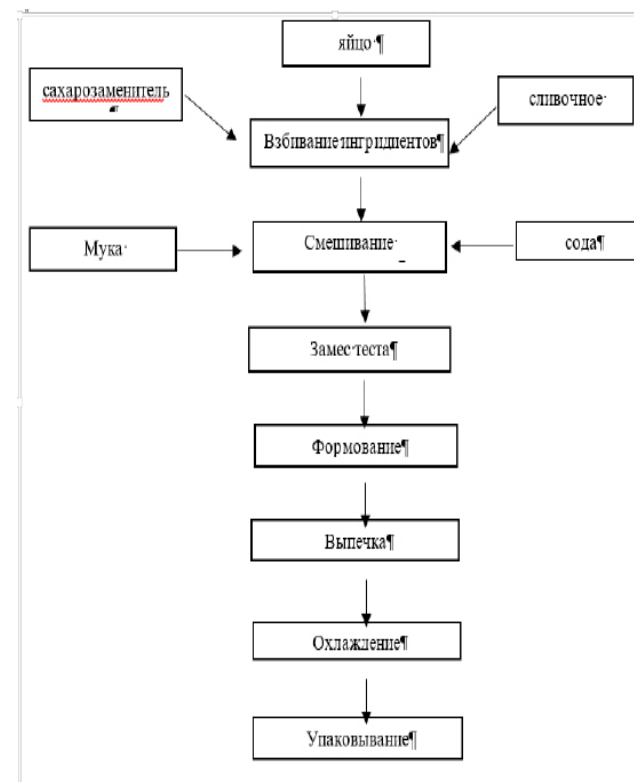 яйцо·¶
сахарозаменитель
¶
сливочное·
Взбивание·ингридиентов¶
Мука·
Смешивание·
сода¶
Замес·теста¶
Формование¶
Выпечка¶
Охлаждение¶
Упаковывание¶